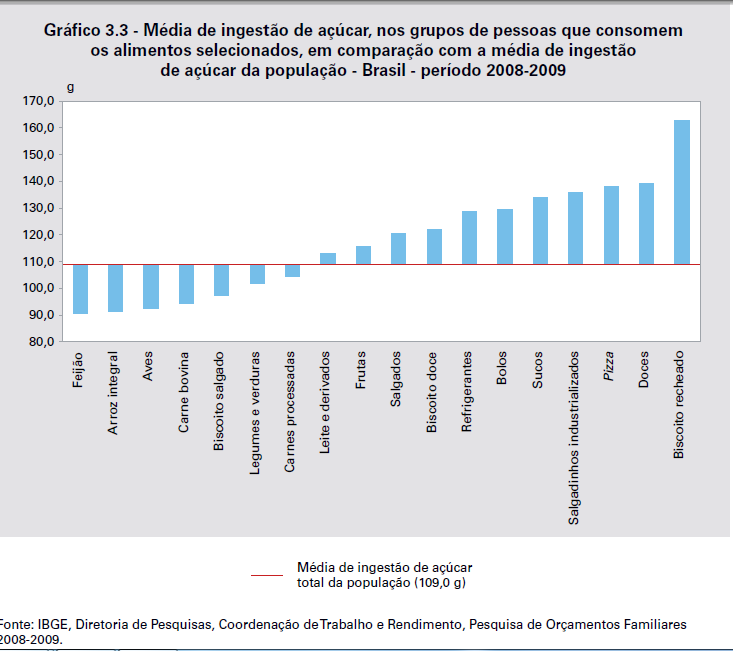 Gráfico 3.3 - Média de ingestão de açúcar, nos grupos de pessoas que consomem
os alimentos selecionados, em comparação com a média de ingestão
de açúcar da população - Brasil - período 2008-2009
g
170,0
160,0
150,0
140,0
130,0
120,0
110,0
100,0
90,0
80,0
Feijão
Arroz integral
Aves
Carne bovina
Biscoito salgado
Legumes e verduras
Carnes processadas
Leite e derivados
Frutas
Salgados
Biscoito doce
Refrigerantes
Bolos
Sucos
Salgadinhos industrializados
Pizza
Doces
Biscoito recheado
Média de ingestão de açúcar
total da população (109,0 g)
Fonte: IBGE, Diretoria de Pesquisas, Coordenação de Trabalho e Rendimento, Pesquisa de Orçamentos Familiares
2008-2009.